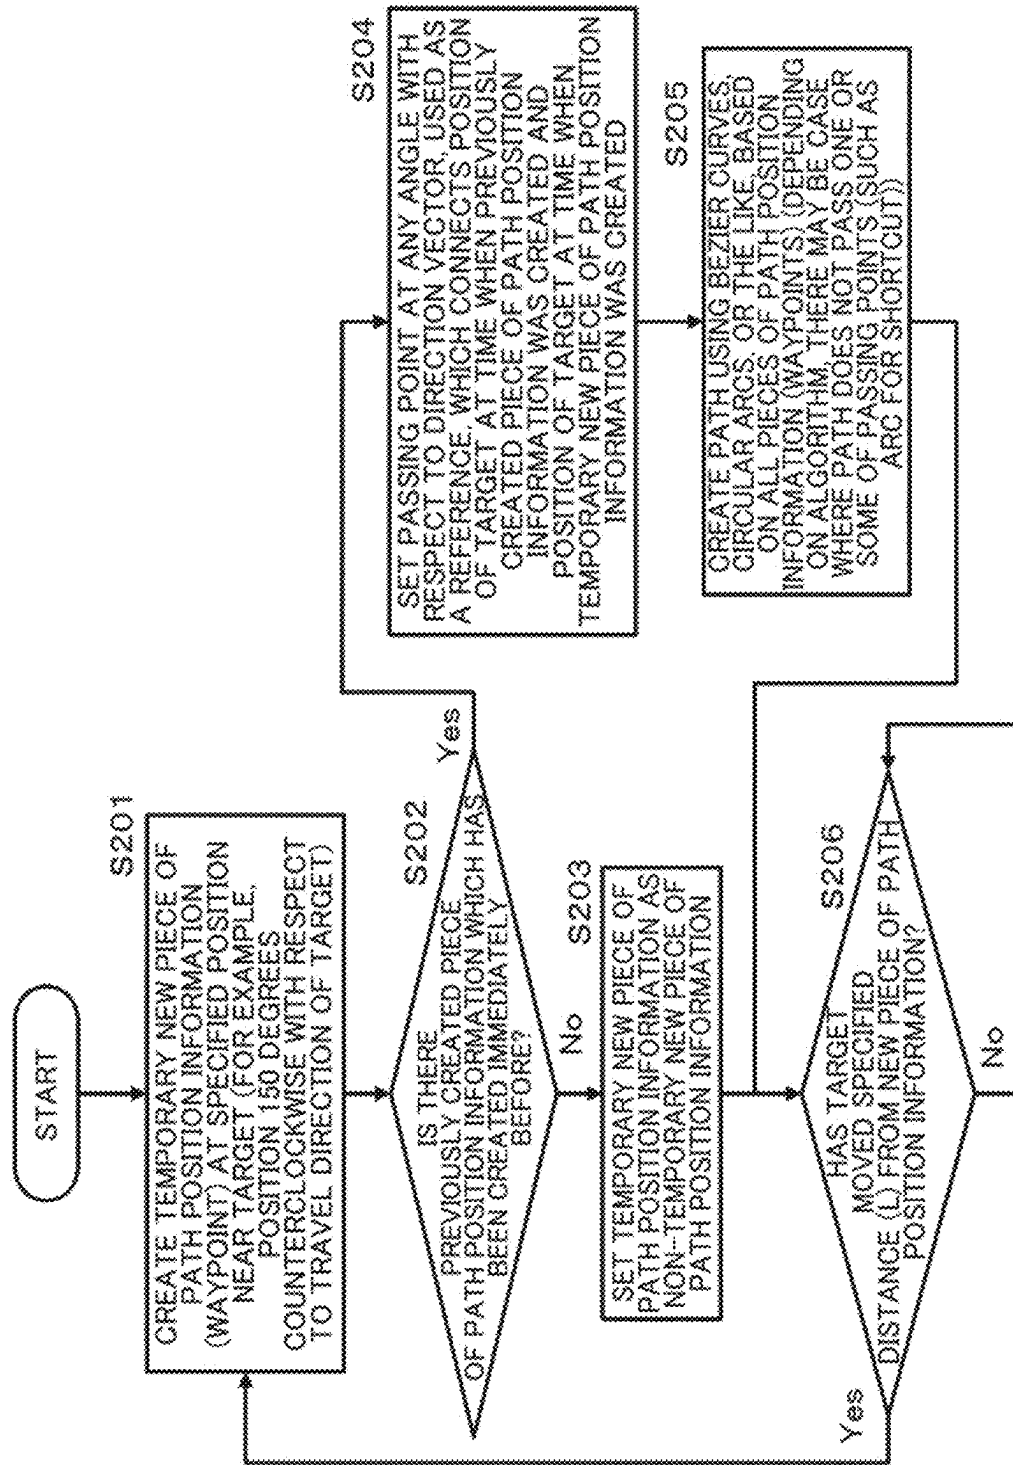 START
S201
CREATE TEMPORARY NEW PIECE OF
PATH POSITION INFORMATION
(WAYPOINT) AT SPECIFIED POSITION
NEAR TARGET (FOR EXAMPLE,
POSITION 150 DEGREES
COUNTERCLOCKWISE WITH RESPECT
TO TRAVEL DIRECTION OF TARGET)
S202
IS THERE
PREVIOUSLY CREATED PIECE
OF PATH POSITION INFORMATION WHICH HAS
BEEN CREATED IMMEDIATELY
BEFORE?
Yes
No
S203
SET TEMPORARY NEW PIECE OF
PATH POSITION INFORMATION AS
NON-TEMPORARY NEW PIECE OF
PATH POSITION INFORMATION
S204
SET PASSING POINT AT ANY ANGLE WITH
RESPECT TO DIRECTION VECTOR, USED AS
A REFERENCE, WHICH CONNECTS POSITION
OF TARGET AT TIME WHEN PREVIOUSLY
CREATED PIECE OF PATH POSITION
INFORMATION WAS CREATED AND
POSITION OF TARGET AT TIME WHEN
TEMPORARY NEW PIECE OF PATH POSITION
INFORMATION WAS CREATED
S205
CREATE PATH USING BEZIER CURVES,
CIRCULAR ARCS, OR THE LIKE, BASED
ON ALL PIECES OF PATH POSITION
INFORMATION (WAYPOINTS) (DEPENDING
ON ALGORITHM, THERE MAY BE CASE
WHERE PATH DOES NOT PASS ONE OR
SOME OF PASSING POINTS (SUCH AS
ARC FOR SHORTCUT))
S206
HAS TARGET
MOVED SPECIFIED
DISTANCE (L) FROM NEW PIECE OF PATH
POSITION INFORMATION?
Yes
No